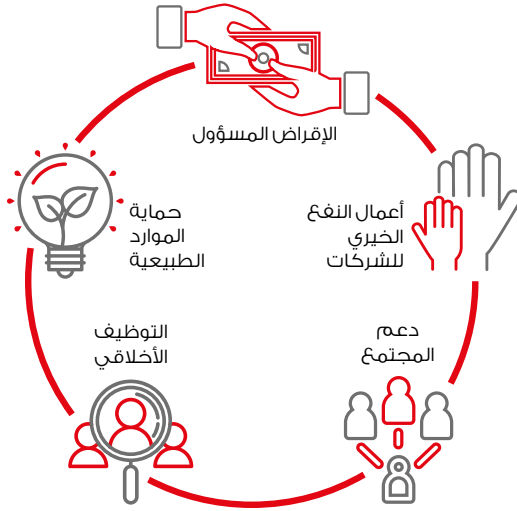 الإقراض المسؤول
أعمال النفع
الخيري
للشركات
دعم
المجتمع
التوظيف
الأخلاقي
حماية
الموارد
الطبيعية